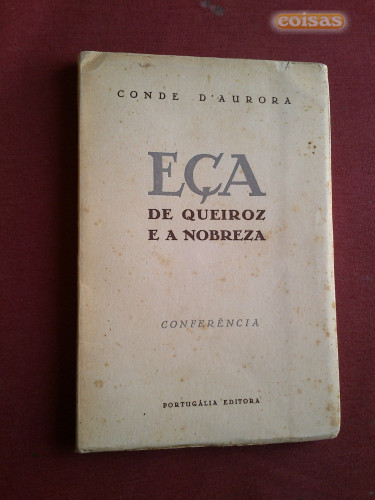 coisas
CONDE D'AURORA
EÇA
DE QUEIROZ
E A NOBREZA
CONFERÊNCIA
PORTUGÁLIA EDITORA